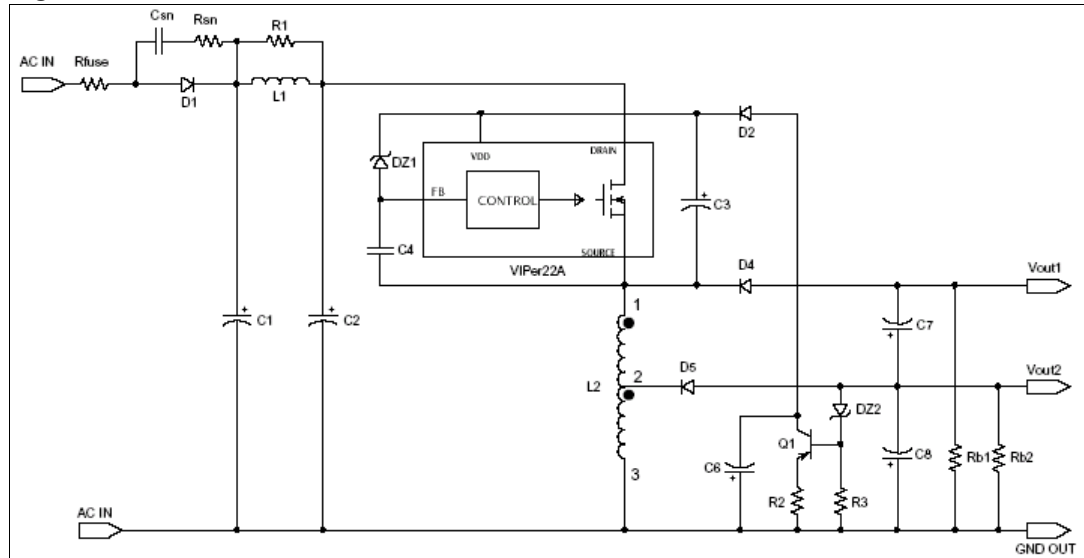 Csn
Rsn
R1
AC IN
Rfuse
D1
L1
D2
DZ1
VDD
DRAIN
FB
CONTROL
C3
C4
SOURCE
VIPer22A
D4
Vout1
1
C1
C2
C7
D5
Vout2
L2
2
DZ2
Q1
C6
C8
Rb1
Rb2
3
R2
R3
AC IN
GND OUT
+
+
+
+
+
+